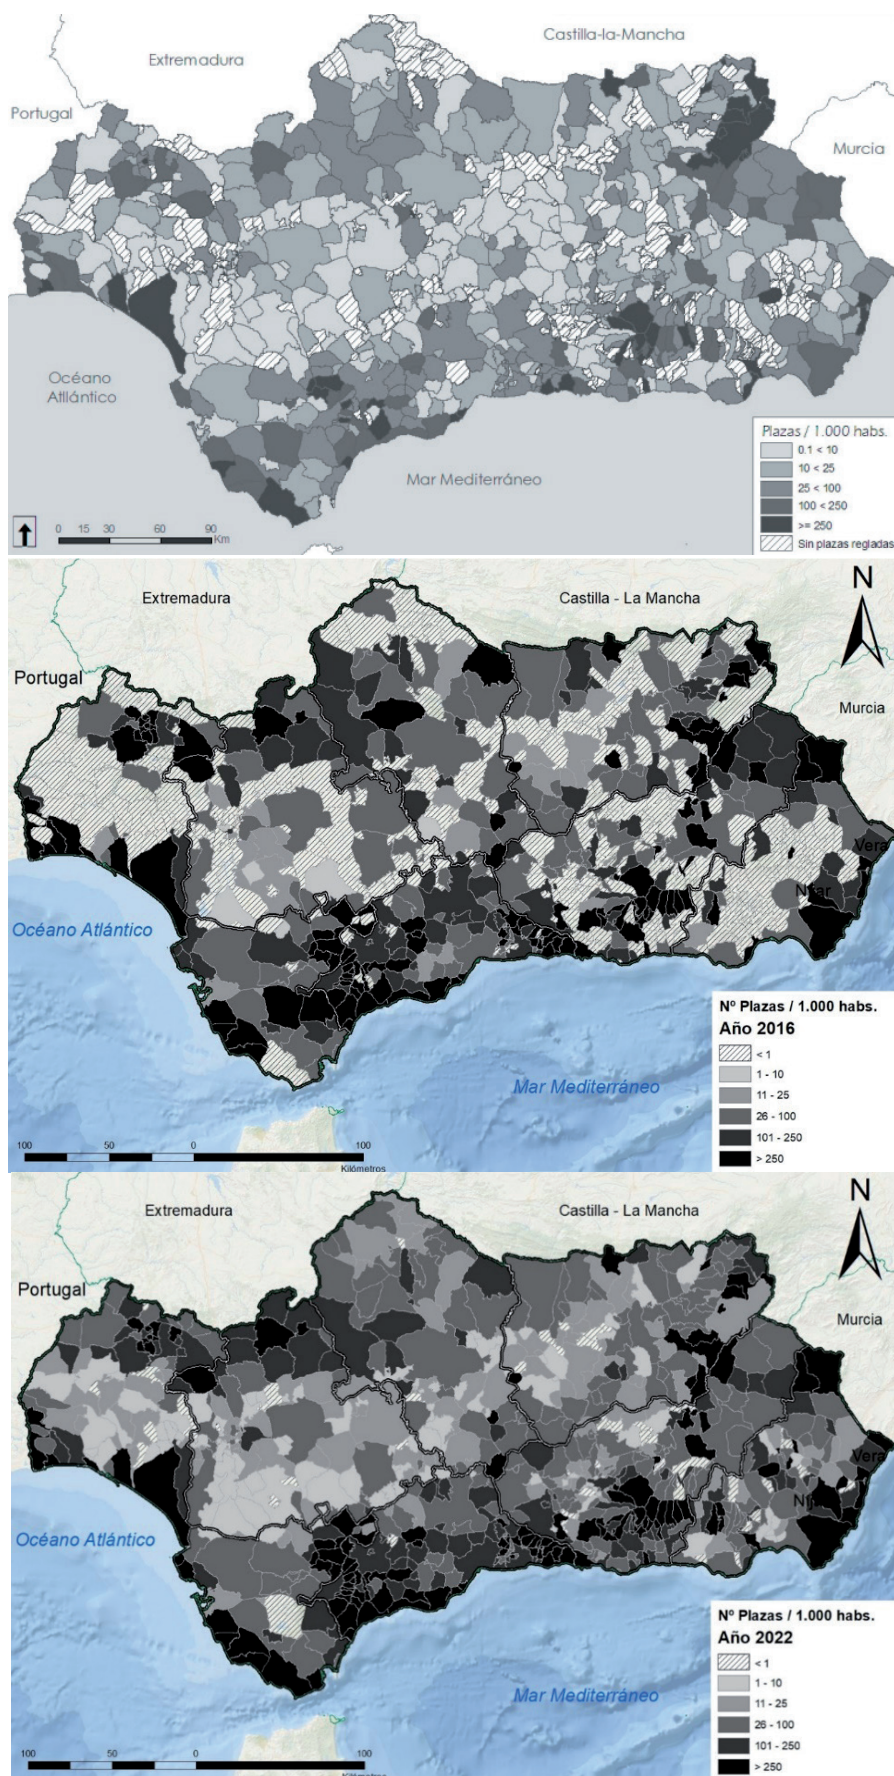 Extremadura
Castilla-la-Mancha
Portugal
Murcia
Océano
Atllántico
Mar Mediterráneo
Plazas / 1.000 habs.
0.1 < 10
10 < 25
25 < 100
100 < 250
>= 250
Sin plazas regladas
0 15 30 60 90
Km
N
Extremadura
Castilla - La Mancha
Portugal
Murcia
Vera
Océano Atlántico
Mar Mediterráneo
Nº Plazas / 1.000 habs.
Año 2016
< 1
1 - 10
11 - 25
26 - 100
101 - 250
> 250
100 50 0 100
Kilómetros
N
Extremadura
Castilla - La Mancha
Portugal
Murcia
Vera
Océano Atlántico
Mar Mediterráneo
Nº Plazas / 1.000 habs.
Año 2022
< 1
1 - 10
11 - 25
26 - 100
101 - 250
> 250
100 50 0 100